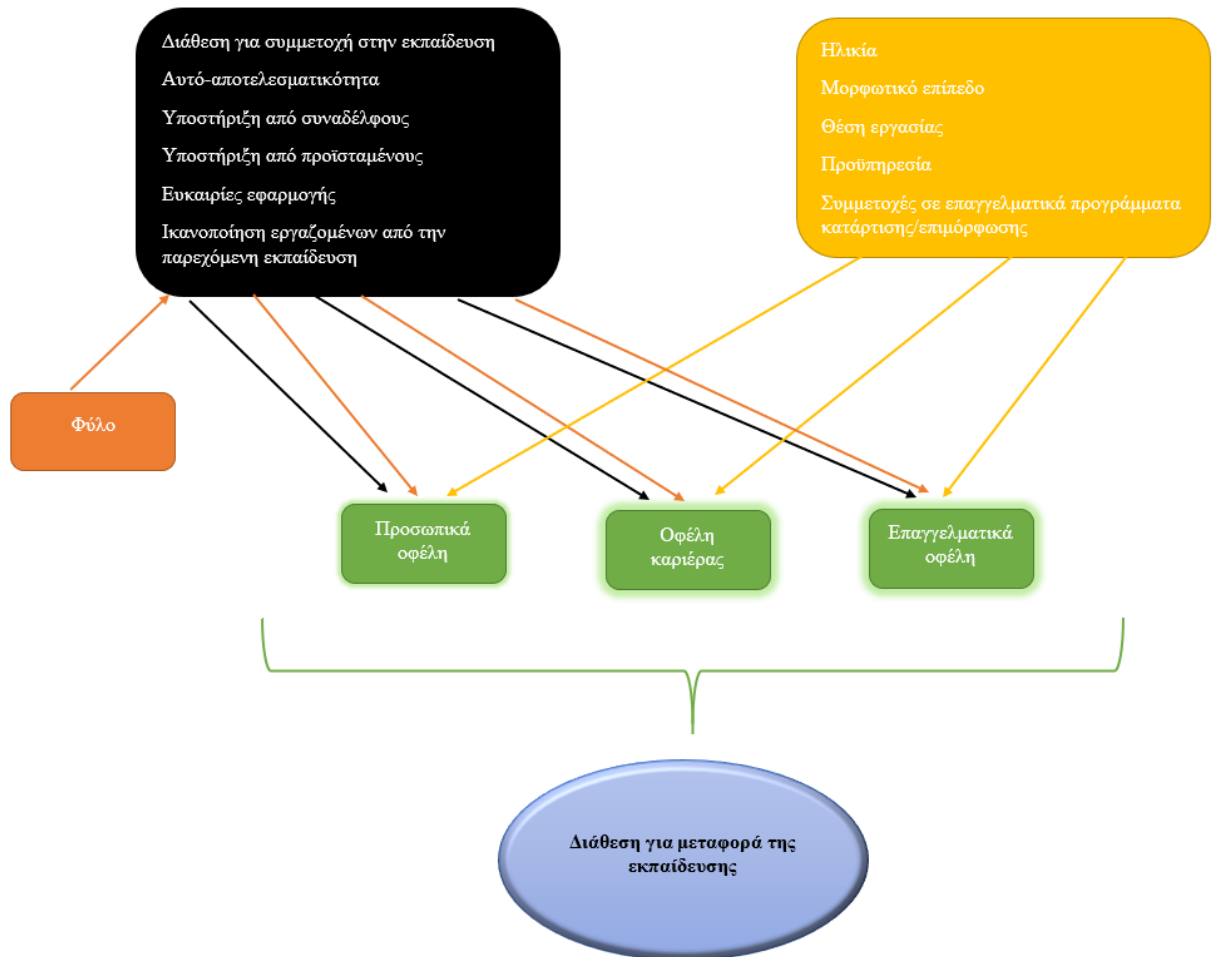 Διάθεση για συμμετοχή στην εκπαίδευση
Αυτό-αποτελεσματικότητα
Υποστήριξη από συναδέλφους
Υποστήριξη από προϊσταμένους
Ευκαιρίες εφαρμογής
Ικανοποίηση εργαζομένων από την
παρεχόμενη εκπαίδευση
Ηλικία
Μορφωτικό επίπεδο
Θέση εργασίας
Προϋπηρεσία
Συμμετοχές σε επαγγελματικά προγράμματα
κατάρτισης/επιμόρφωσης
Φύλο
Προσωπικά
οφέλη
Οφέλη
καριέρας
Επαγγελματικά
οφέλη
Διάθεση για μεταφορά της
εκπαίδευσης